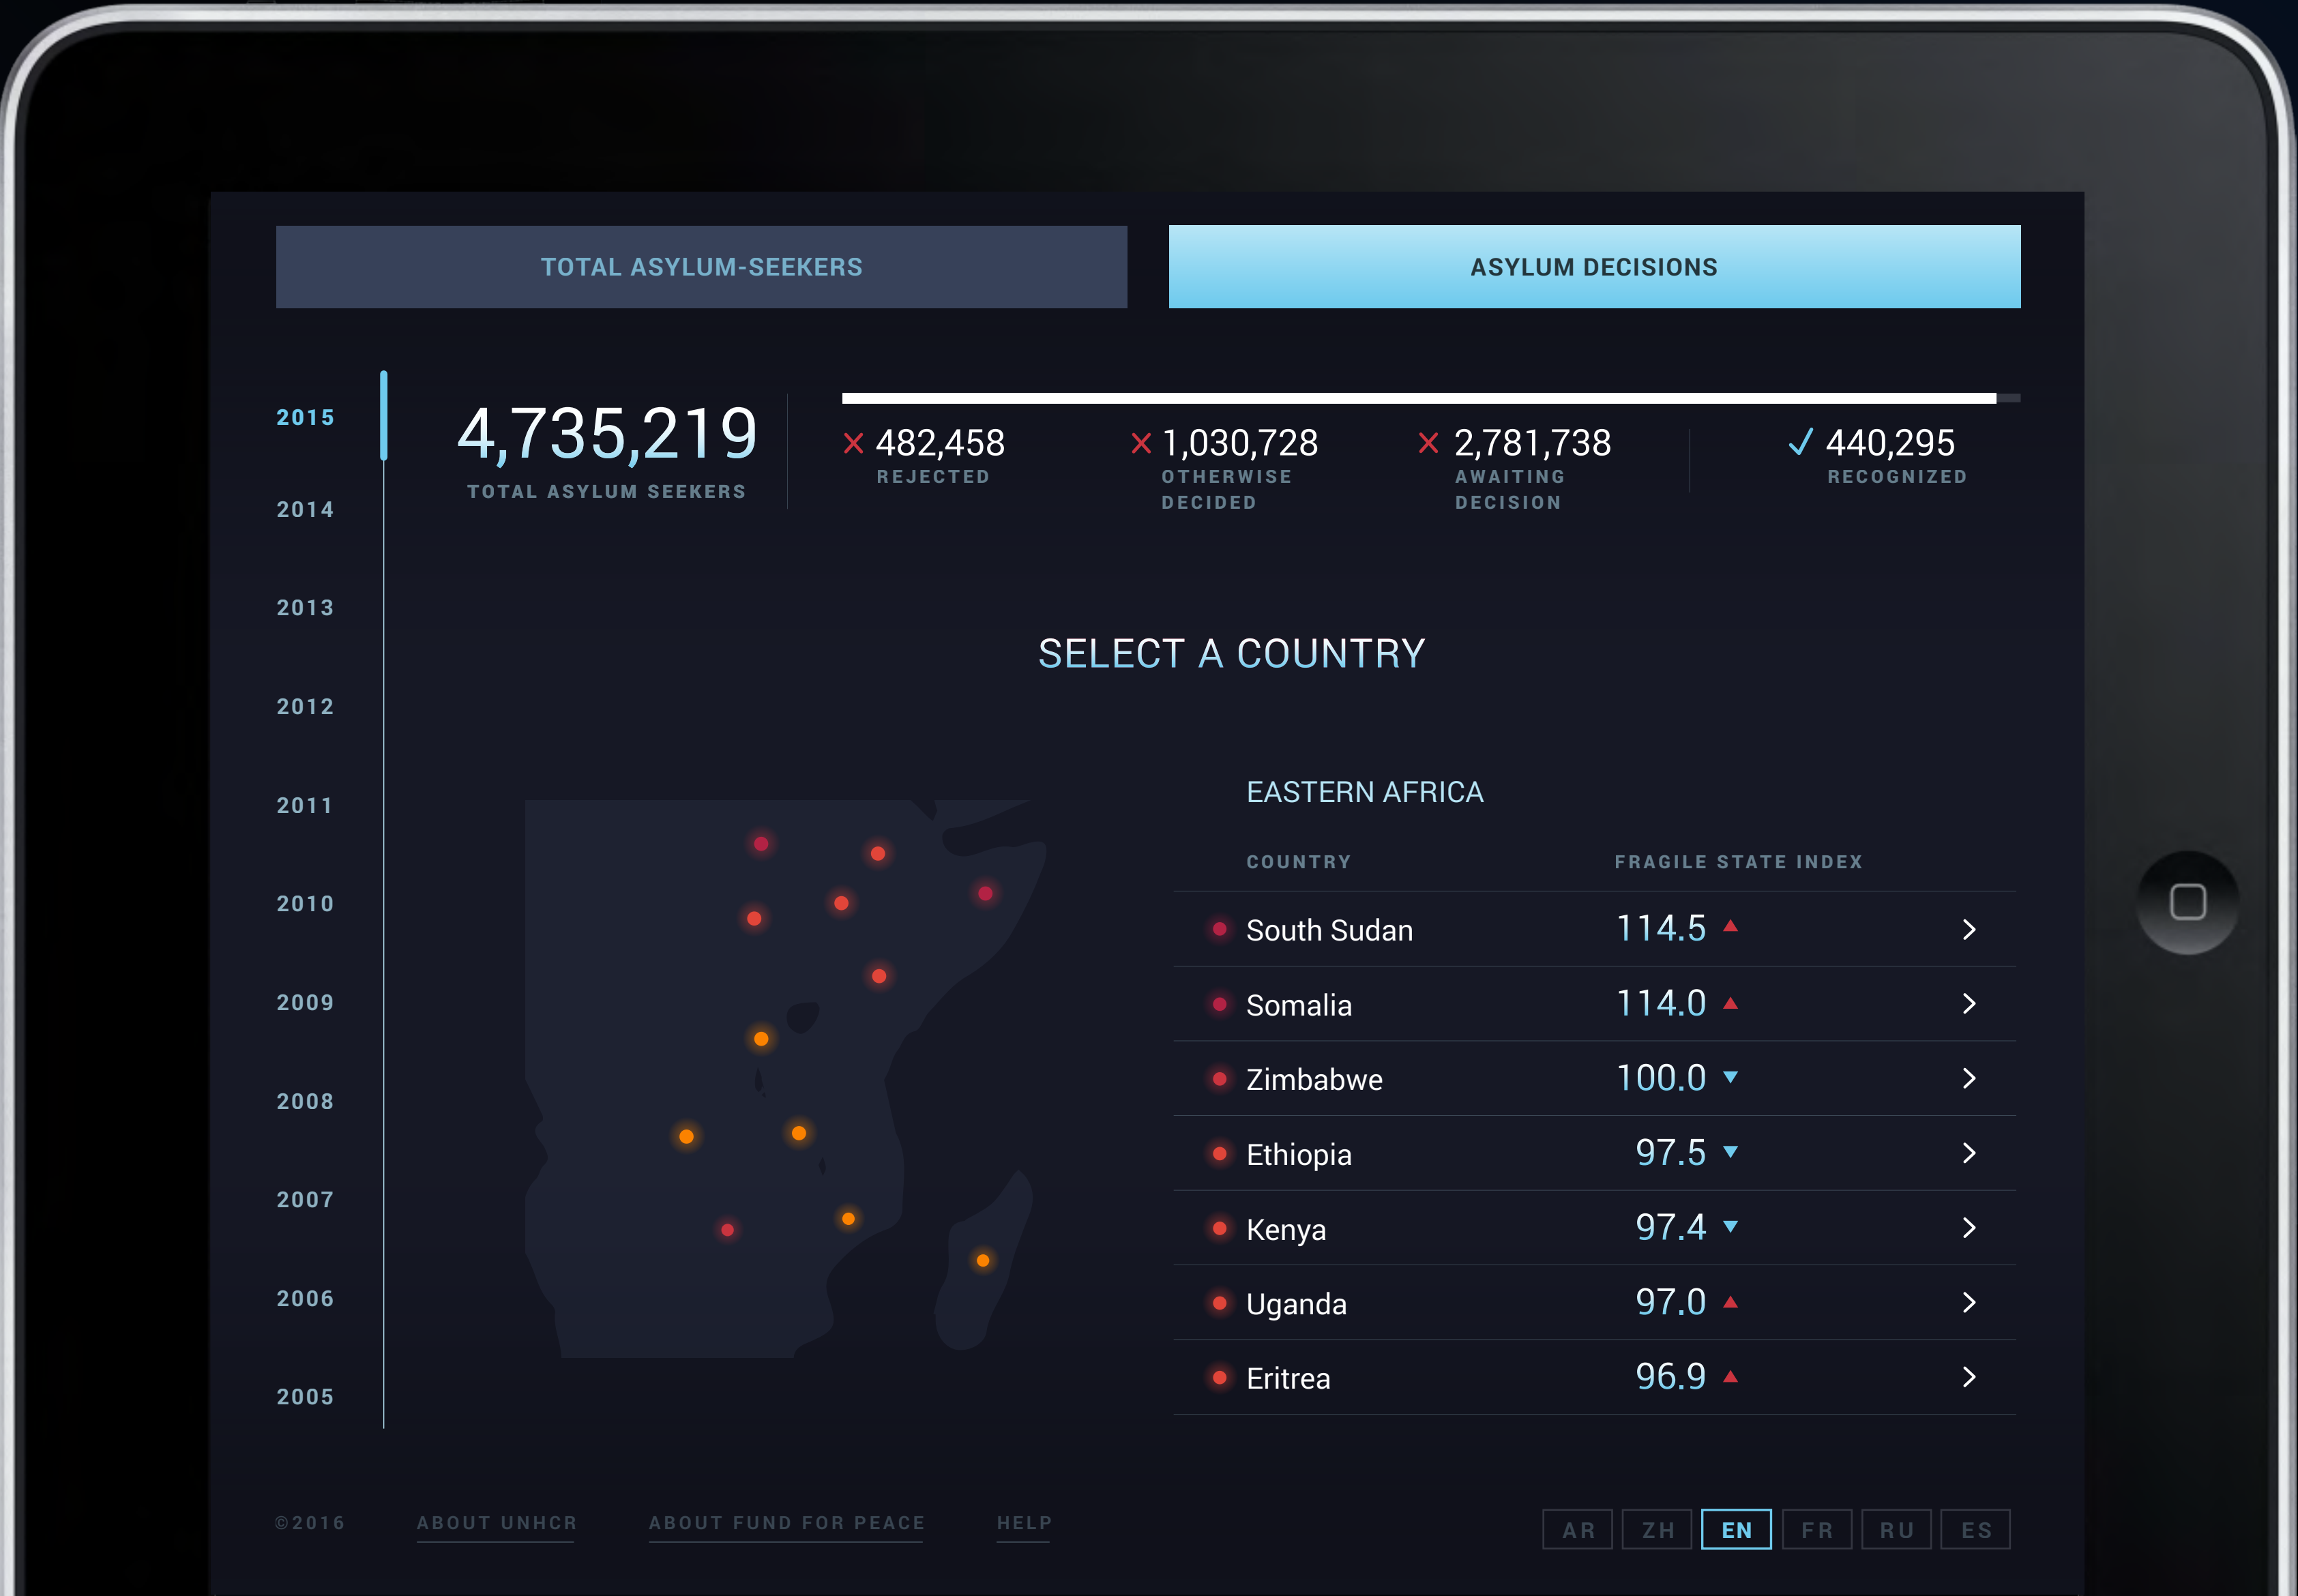 TOTAL ASYLUM-SEEKERS
ASYLUM DECISIONS
2015
2014
2013
2012
2011
2010
2009
2008
2007
2006
2005
4,735,219
TOTAL ASYLUM SEEKERS
482,458
REJECTED
1,030,728
OTHERWISE
DECIDED
2,781,738
AWAITING
DECISION
440,295
RECOGNIZED
SELECT A COUNTRY
EASTERN AFRICA
COUNTRY FRAGILE STATE INDEX
South Sudan 114.5
Somalia 114.0
Zimbabwe 100.0
Ethiopia 97.5
Kenya 97.4
Uganda 97.0
Eritrea 96.9
©2016 ABOUT UNHCR ABOUT FUND FOR PEACE HELP
AR ZH EN FR RU ES